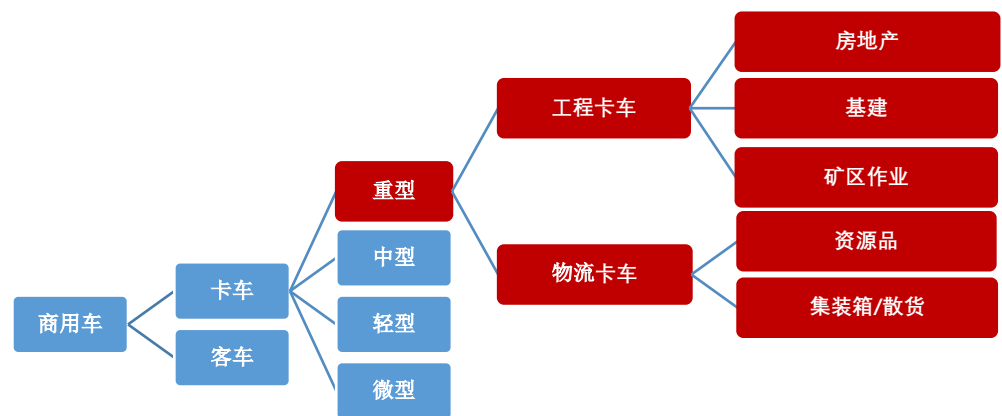 商用车
卡车
客车
重型
中型
轻型
微型
工程卡车
物流卡车
房地产
基建
矿区作业
资源品
集装箱/散货